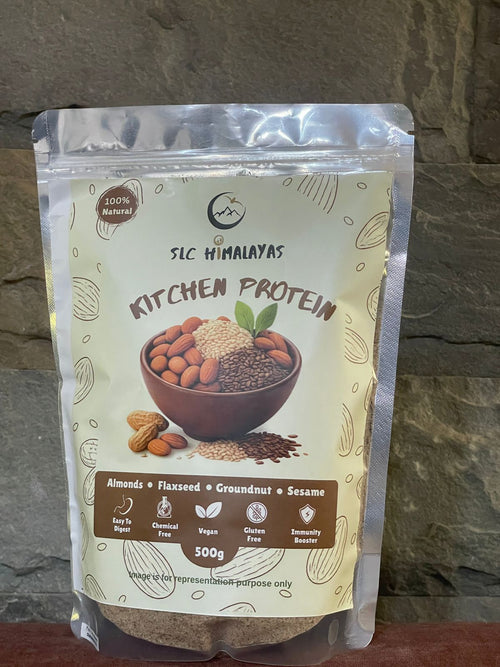 100%
Natural
SLC HIMALAYAS
KITCHEN PROTEIN
Almonds • Flaxseed • Groundnut • Sesame
Easy To
Digest
Chemical
Free
Vegan
Gluten
Free
Immunity
Booster
500g
Image is for representation purpose only